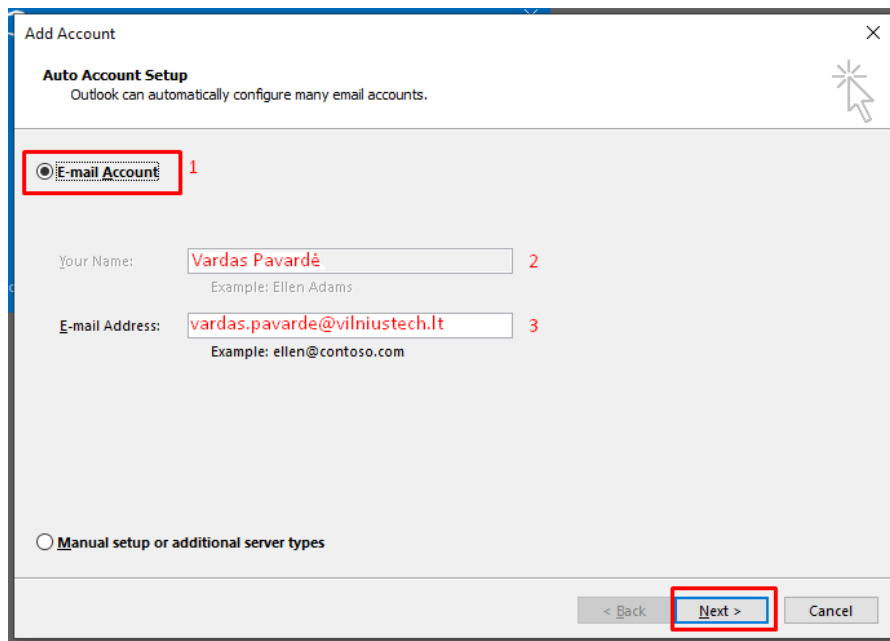 Add Account
Auto Account Setup
Outlook can automatically configure many email accounts.
E-mail Account 1
Your Name: Vardas Pavardė 2
Example: Ellen Adams
E-mail Address: vardas.pavarde@vilniustech.lt 3
Example: ellen@contoso.com
Manual setup or additional server types
< Back Next > Cancel